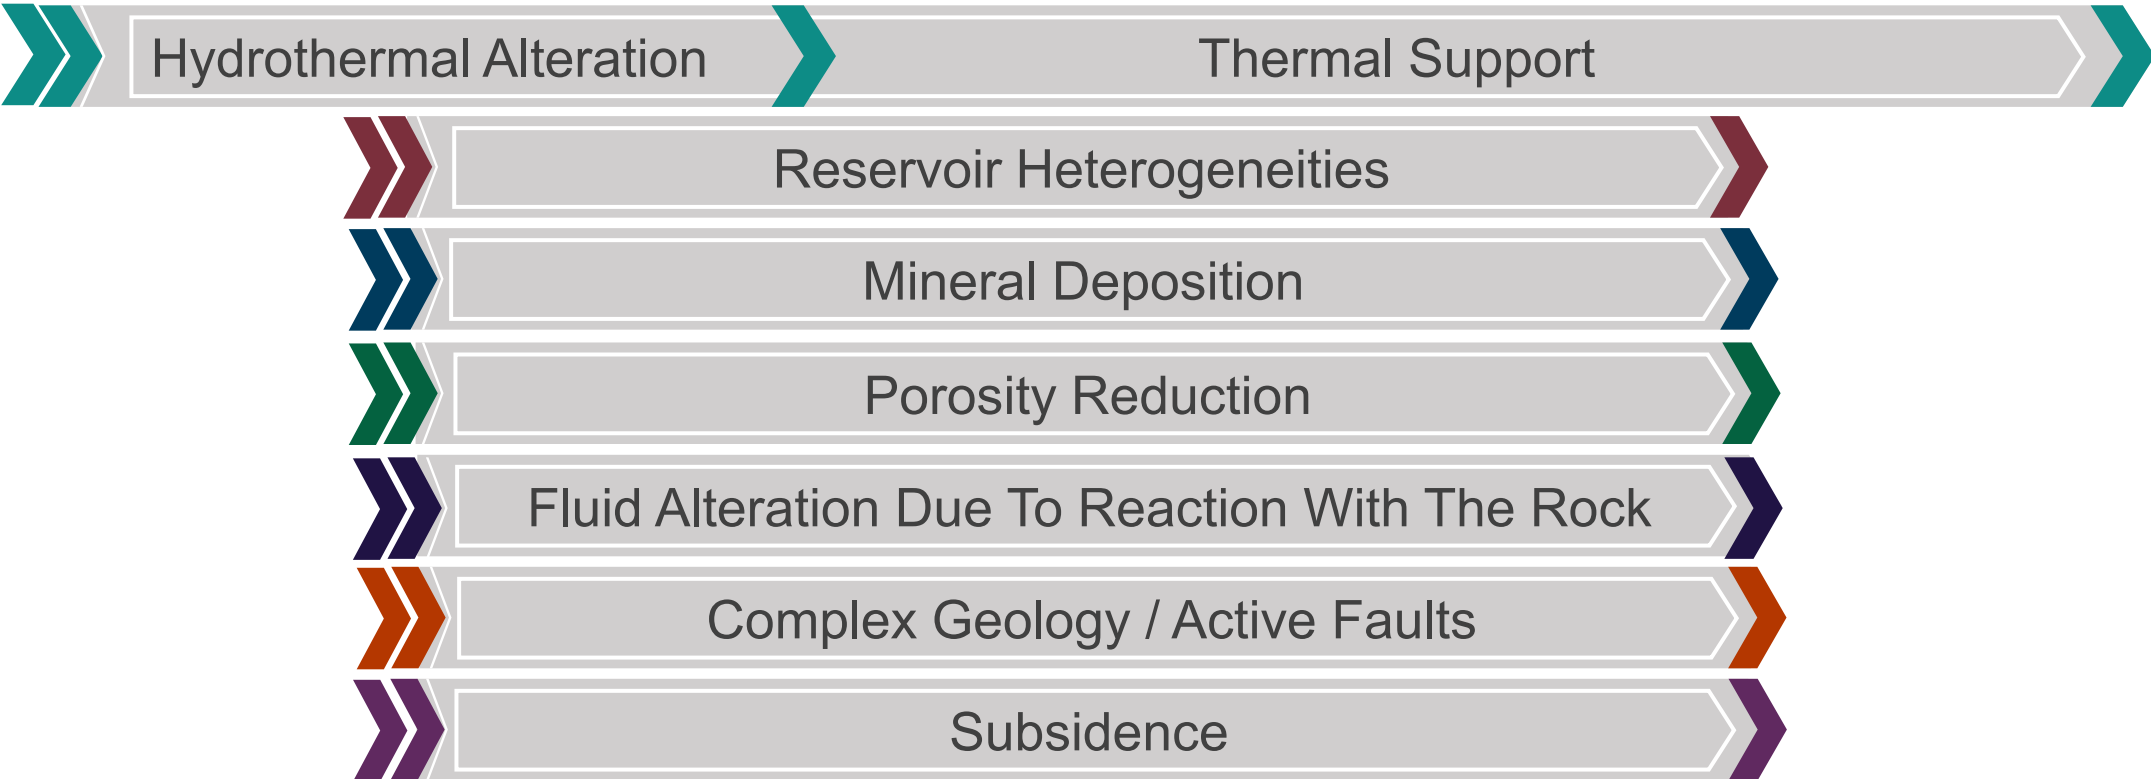 Hydrothermal Alteration
Thermal Support
Reservoir Heterogeneities
Mineral Deposition
Porosity Reduction
Fluid Alteration Due To Reaction With The Rock
Complex Geology / Active Faults
Subsidence